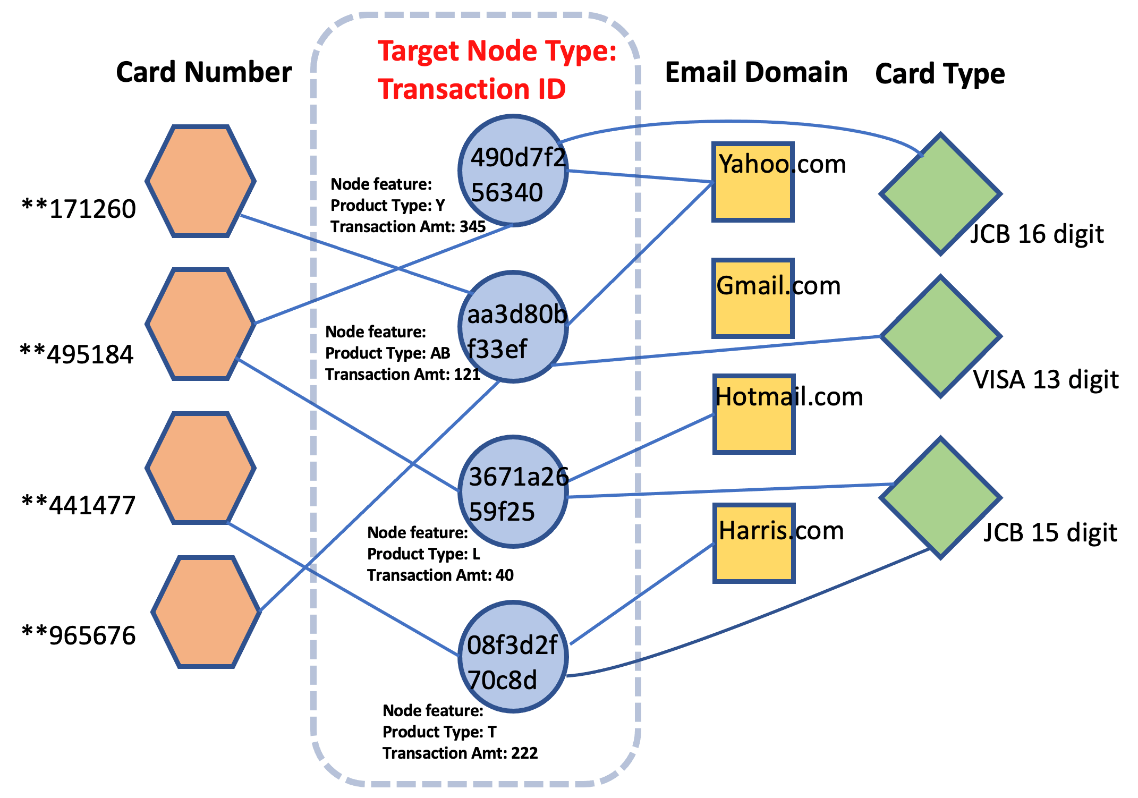 Card Number
Target Node Type:
Transaction ID
Email Domain
Card Type
**171260
**495184
**441477
**965676
490d7f2
56340
Node feature:
Product Type: Y
Transaction Amt: 345
aa3d80b
f33ef
Node feature:
Product Type: AB
Transaction Amt: 121
3671a26
59f25
Node feature:
Product Type: L
Transaction Amt: 40
08f3d2f
70c8d
Node feature:
Product Type: T
Transaction Amt: 222
Yahoo.com
Gmail.com
Hotmail.com
Harris.com
JCB 16 digit
VISA 13 digit
JCB 15 digit